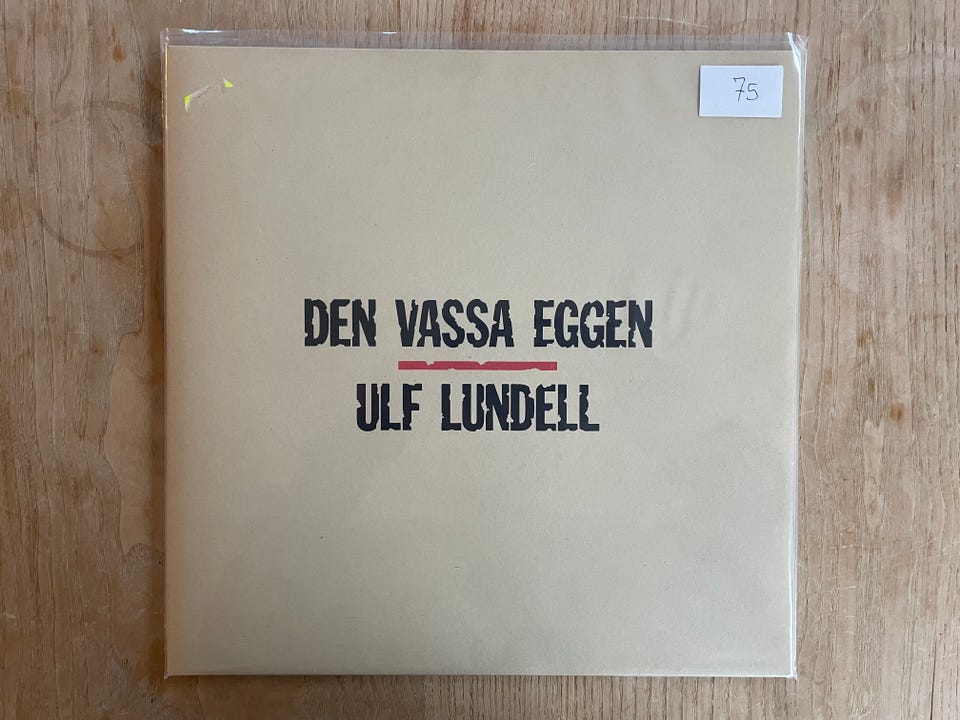 75
DEN VASSA EGGEN
ULF LUNDELL